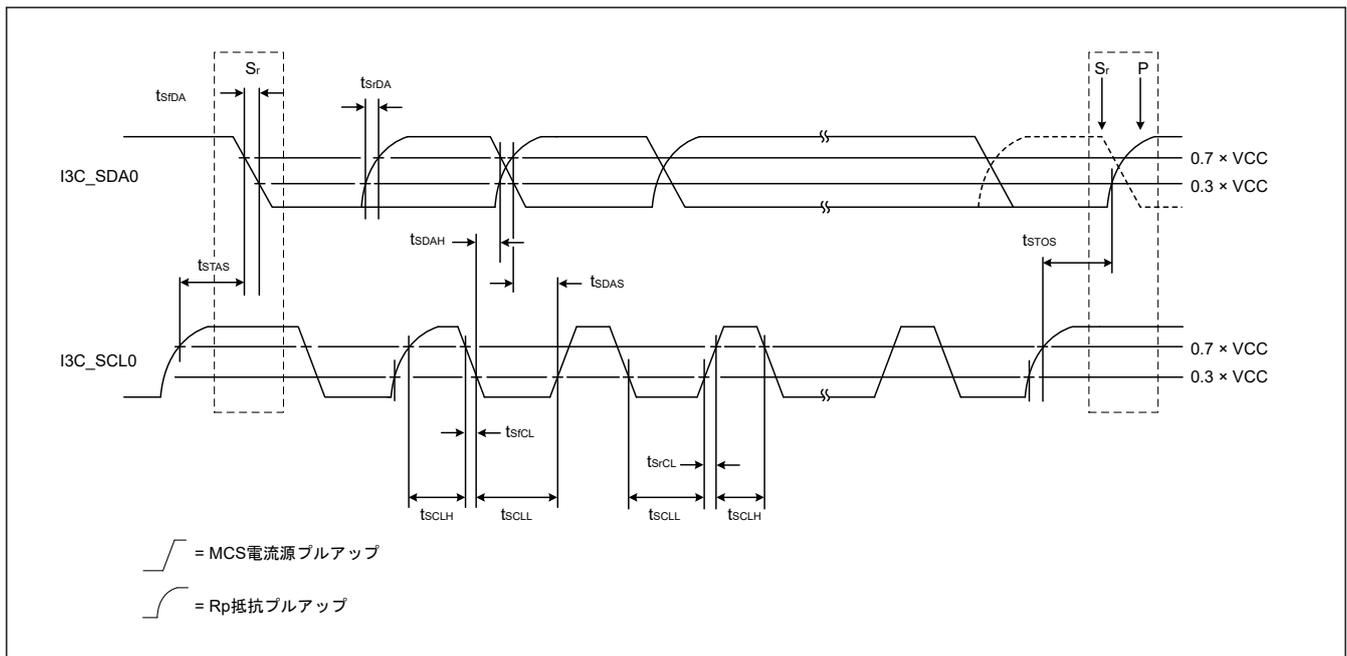 Sr
Sr P
tSfDA
tSrDA
I3C_SDA0
0.7 × VCC
0.3 × VCC
tSDAH
tSTOS
tSTAS
tSDAS
I3C_SCL0
0.7 × VCC
0.3 × VCC
tSfCL
tSrCL
tSCLH
tSCLL
tSCLL
tSCLH
= MCS電流源プルアップ
= Rp抵抗プルアップ